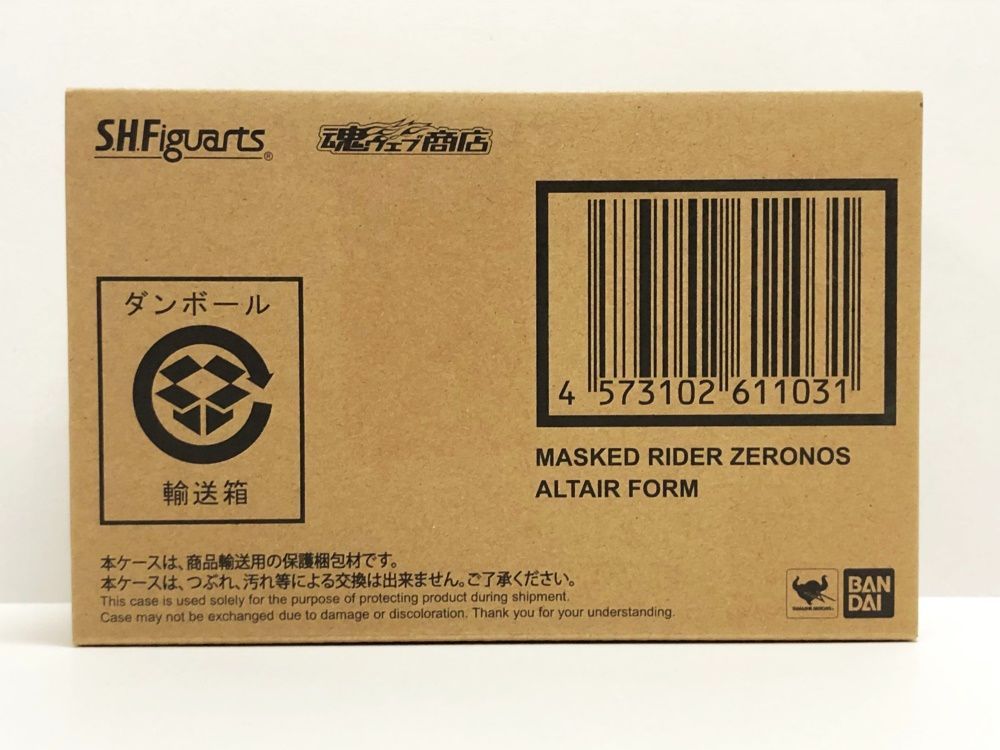 S.H.Figuarts®
魂ウェブ商店
ダンボール
輸送箱
4 573102 611031
MASKED RIDER ZERONOS
ALTAIR FORM
本ケースは、商品輸送用の保護梱包材です。
本ケースは、つぶれ、汚れ等による交換は出来ません。ご了承ください。
This case is used solely for the purpose of protecting product during shipment.
Case may not be exchanged due to damage or discoloration. Thank you for your understanding.
BAN
DAI